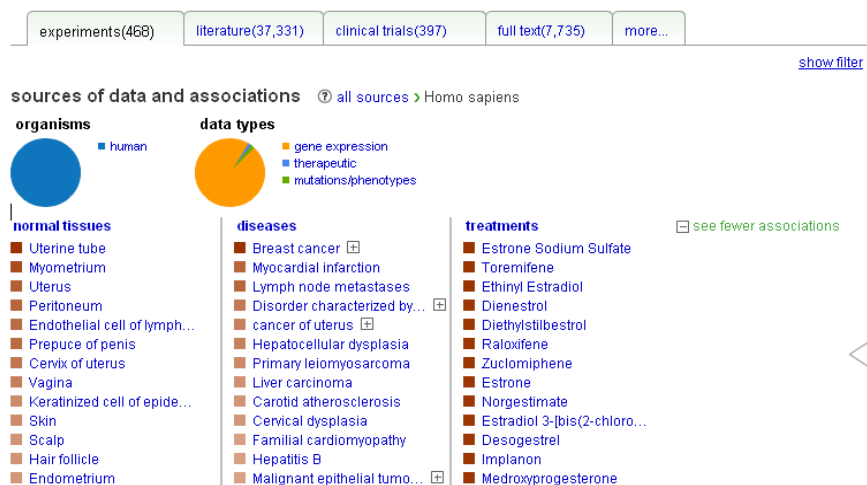 experiments(468) literature(37,331) clinical trials(397) full text(7,735) more...
show filter
sources of data and associations ? all sources > Homo sapiens
organisms
human
data types
gene expression
therapeutic
mutations/phenotypes
normal tissues
Uterine tube
Myometrium
Uterus
Peritoneum
Endothelial cell of lymph...
Prepuce of penis
Cervix of uterus
Vagina
Keratinized cell of epide...
Skin
Scalp
Hair follicle
Endometrium
diseases
Breast cancer
Myocardial infarction
Lymph node metastases
Disorder characterized by...
cancer of uterus
Hepatocellular dysplasia
Primary leiomyosarcoma
Liver carcinoma
Carotid atherosclerosis
Cervical dysplasia
Familial cardiomyopathy
Hepatitis B
Malignant epithelial tumo...
treatments
Estrone Sodium Sulfate
Toremifene
Ethinyl Estradiol
Dienestrol
Diethylstilbestrol
Raloxifene
Zuclomiphene
Estrone
Norgestimate
Estradiol 3-[bis(2-chloro...
Desogestrel
Implanon
Medroxyprogesterone
see fewer associations